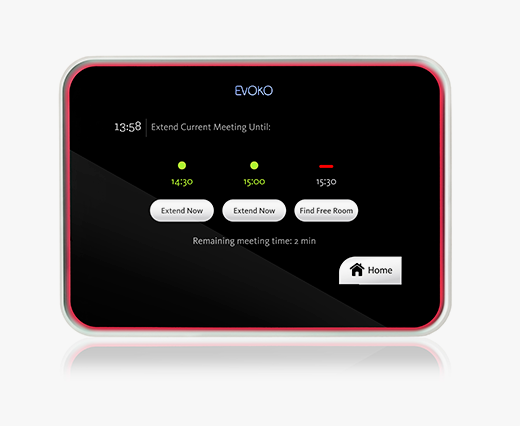 EVOKO
13:58 Extend Current Meeting Until:
14:30 15:00 15:30
Extend Now Extend Now Find Free Room
Remaining meeting time: 2 min
Home